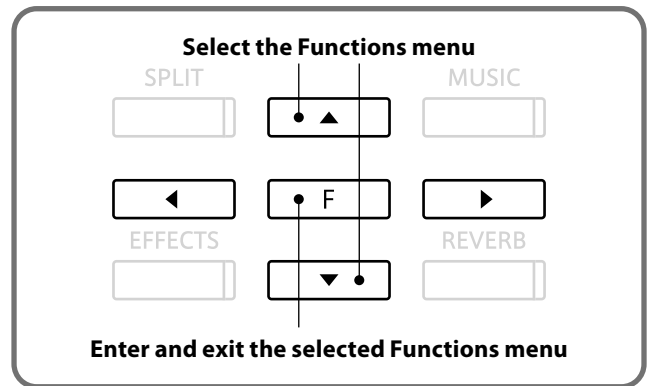 Select the Functions menu
SPLIT
MUSIC
F
EFFECTS
REVERB
Enter and exit the selected Functions menu